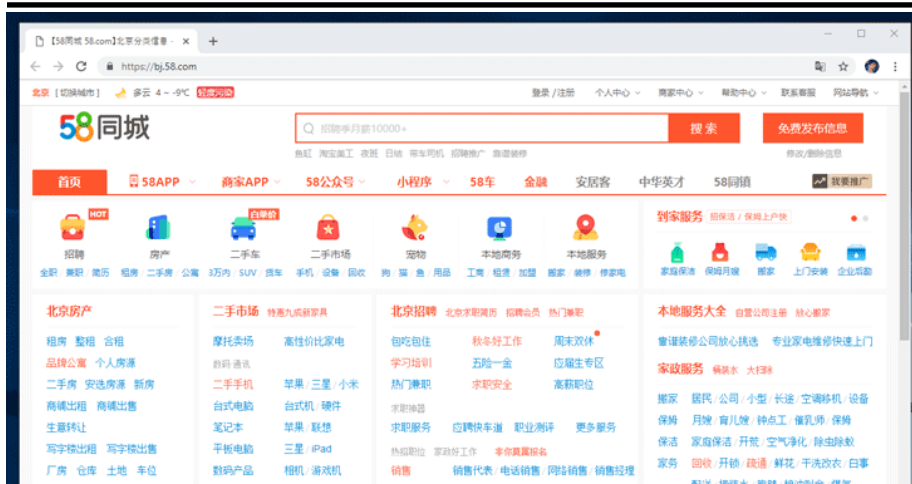 【58同城 58.com】北京分类信息 -
https://bj.58.com
北京 [切换城市] 多云 4 ~ -9℃ 轻度污染 登录 / 注册 个人中心 商家中心 帮助中心 联系客服 网站导航
58同城
招聘季月薪10000+ 搜 索 免费发布信息
鱼缸 淘宝美工 夜班 日结 带车司机 招聘推广 靠谱装修 修改/删除信息
首页 58APP 商家APP 58公众号 小程序 58车 金融 安居客 中华英才 58同镇 我要推广
HOT 白菜价 到家服务 招保洁 / 保姆上户快
招聘 房产 二手车 二手市场 宠物 本地商务 本地服务
全职 兼职 简历 租房 / 二手房 / 公寓 3万内 / SUV / 货车 手机 / 设备 回收 狗 猫 鱼 用品 工商 / 租赁 / 加盟 搬家 / 装修 / 修家电 家庭保洁 保姆月嫂 搬家 上门安装 企业后勤
北京房产 二手市场 特惠九成新家具 北京招聘 北京求职简历 招聘会员 热门兼职 本地服务大全 自营公司注册 放心搬家
租房 整租 合租 摩托卖场 高性价比家电 包吃包住 秋冬好工作 周末双休 靠谱装修公司放心挑选 专业家电维修快速上门
品牌公寓 个人房源 数码·通讯 学习培训 五险一金 应届生专区 家政服务 桶装水 大扫除
二手房 安选房源 新房 二手手机 苹果 / 三星 / 小米 热门兼职 求职安全 高薪职位
商铺出租 商铺出售 台式电脑 台式机 / 硬件 求职神器 搬家 居民 / 公司 / 小型 / 长途 / 空调移机 / 设备
生意转让 笔记本 苹果 / 联想 求职服务 应聘快车道 职业测评 更多服务 保姆 月嫂 / 育儿嫂 / 钟点工 / 催乳师 / 保姆
写字楼出租 写字楼出售 平板电脑 三星 / iPad 热招职位 家政好工作 非你莫属报名 保洁 家庭保洁 / 开荒 / 空气净化 / 除虫除蚁
厂房 仓库 土地 车位 数码产品 相机 / 游戏机 销售 销售代表 / 电话销售 / 网络销售 / 销售经理 家务 回收 / 开锁 / 疏通 / 鲜花 / 干洗改衣 / 白事